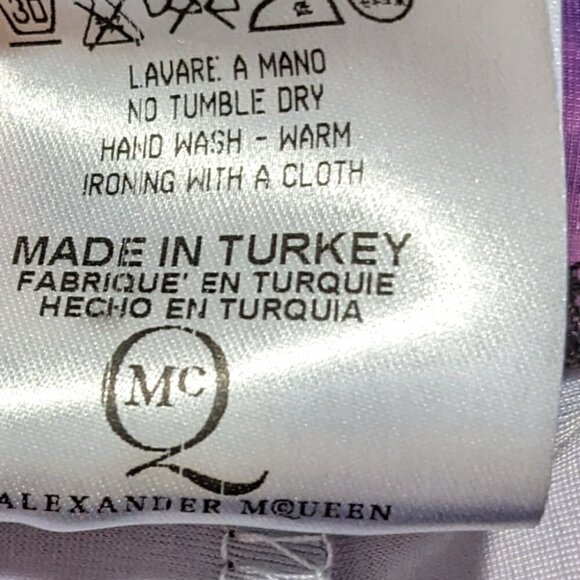 30
LAVARE A MANO
NO TUMBLE DRY
HAND WASH - WARM
IRONING WITH A CLOTH
MADE IN TURKEY
FABRIQUE' EN TURQUIE
HECHO EN TURQUIA
McQ
ALEXANDER McQUEEN